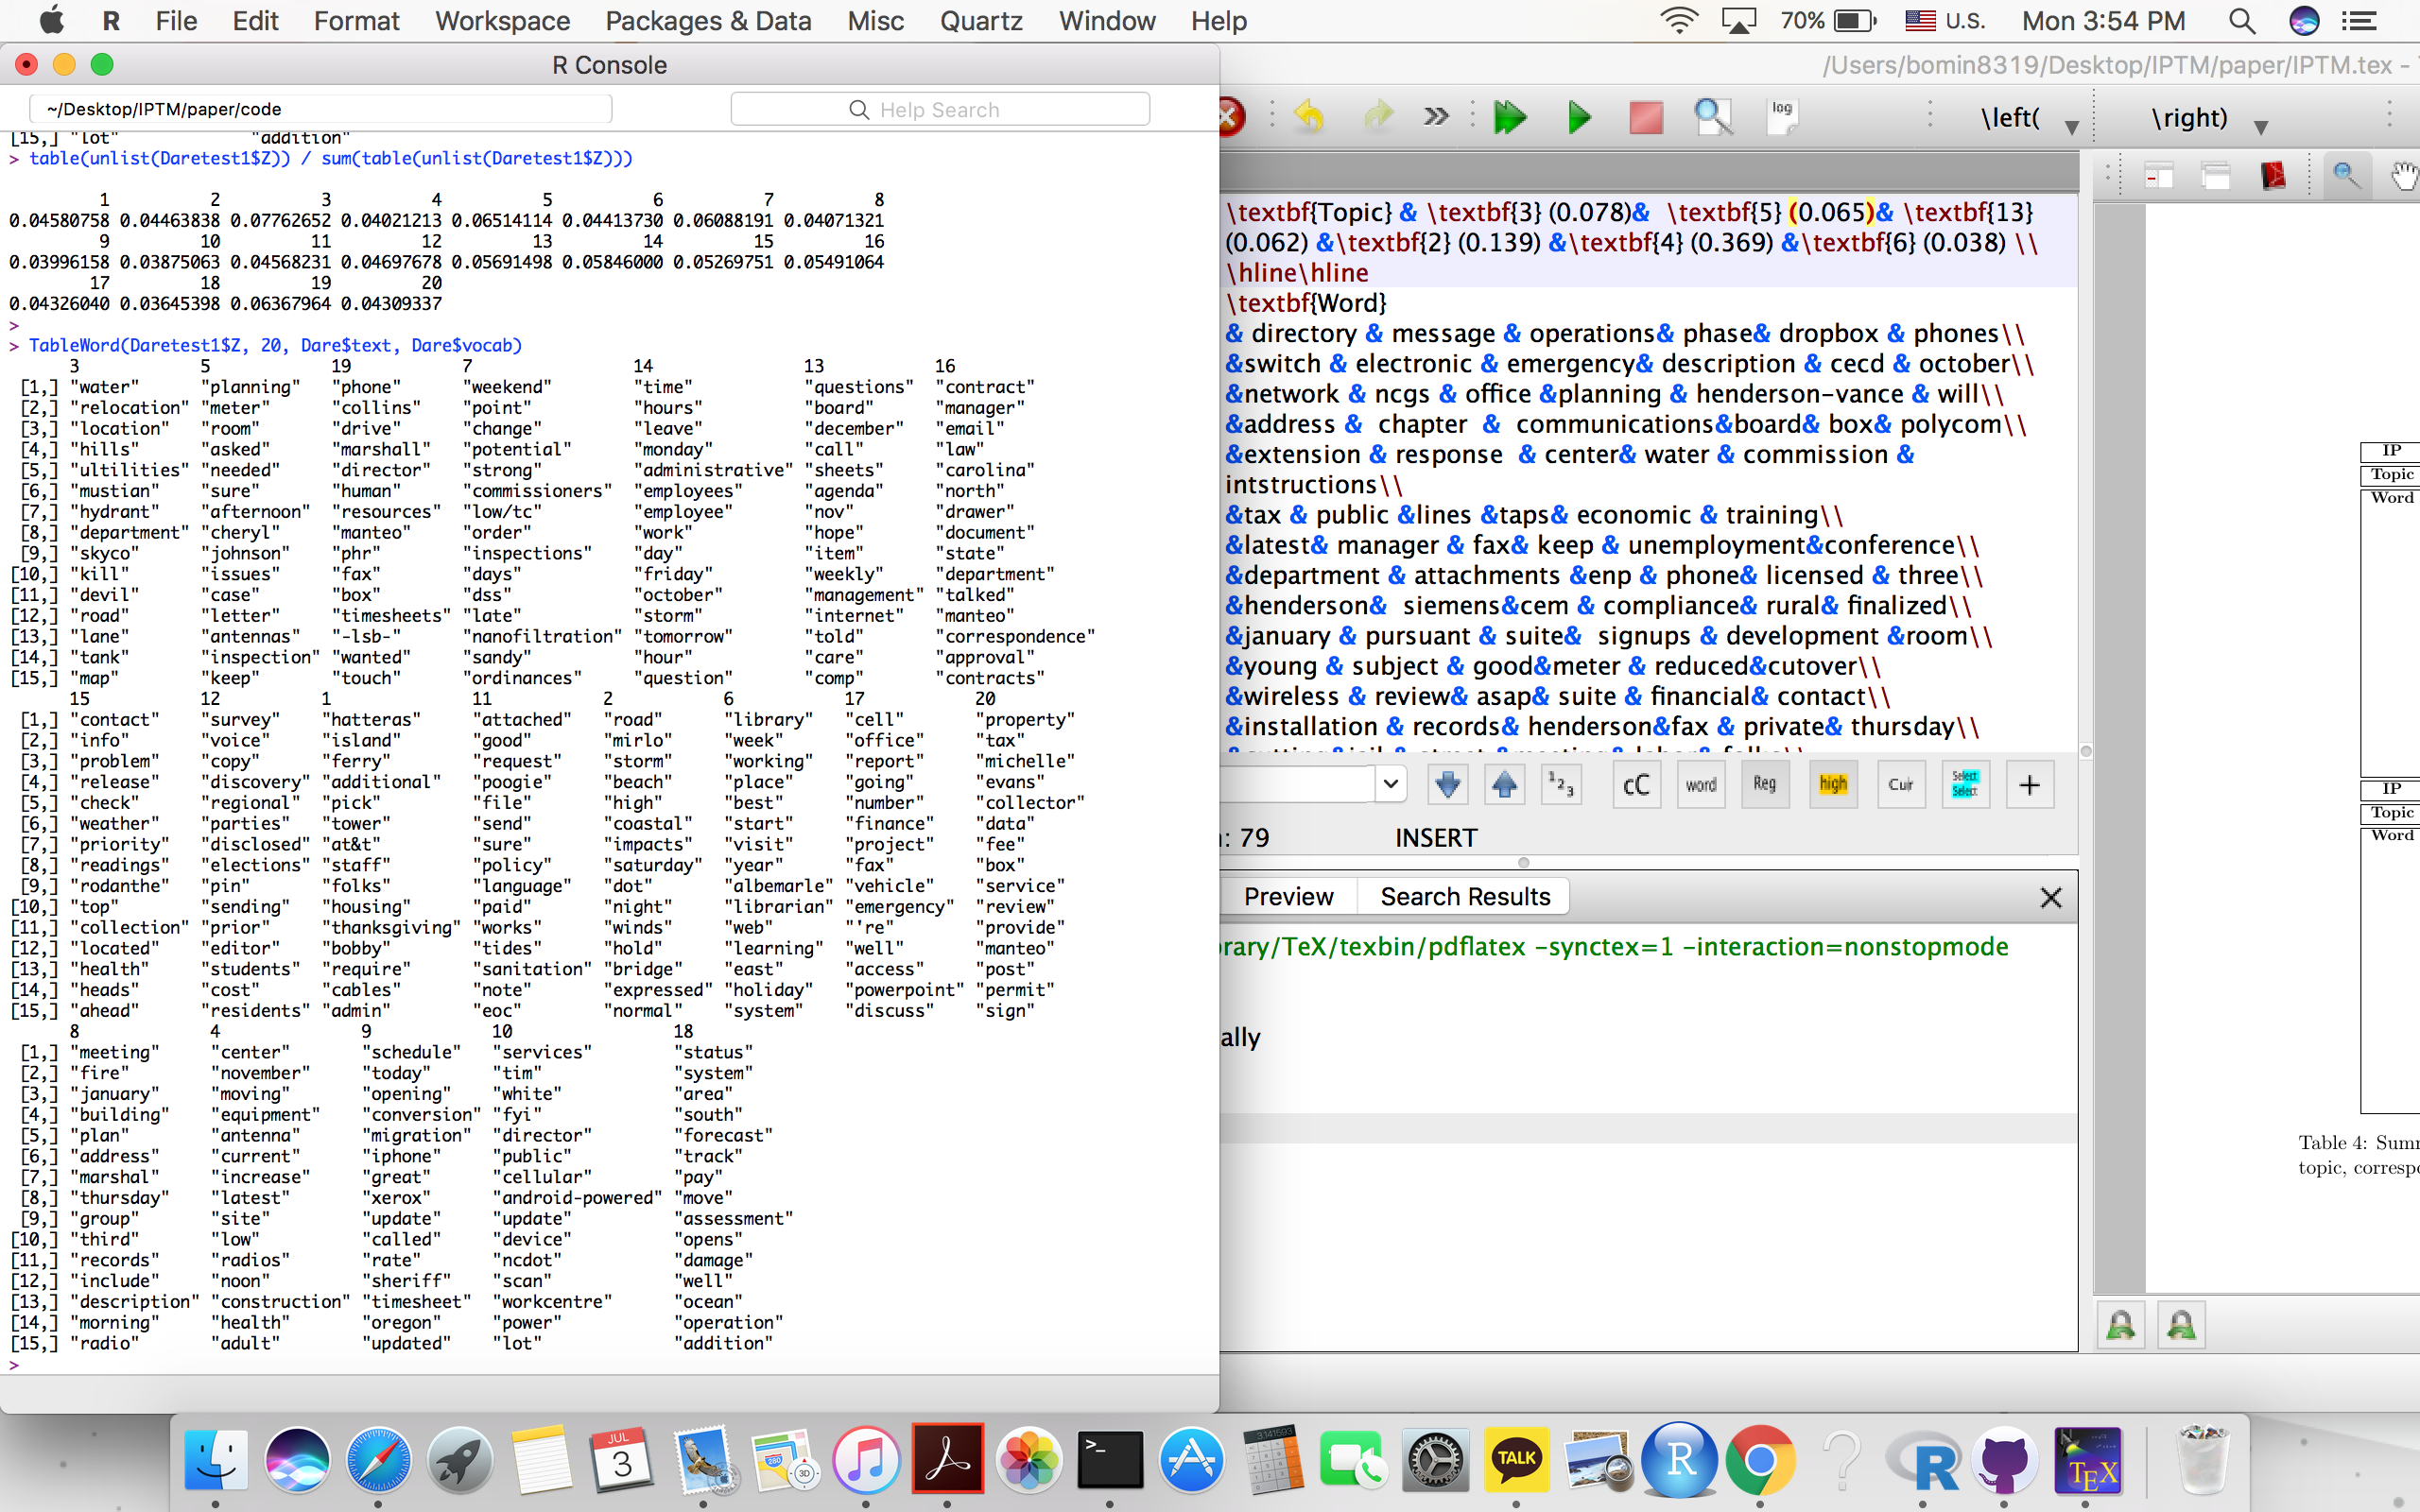 R File Edit Format Workspace Packages & Data Misc Quartz Window Help 70% U.S. Mon 3:54 PM
R Console
~/Desktop/IPTM/paper/code
Help Search
[15,] "lot" "addition"
> table(unlist(Daretest1$Z)) / sum(table(unlist(Daretest1$Z)))
1 2 3 4 5 6 7 8
0.04580758 0.04463838 0.07762652 0.04021213 0.06514114 0.04413730 0.06088191 0.04071321
9 10 11 12 13 14 15 16
0.03996158 0.03875063 0.04568231 0.04697678 0.05691498 0.05846000 0.05269751 0.05491064
17 18 19 20
0.04326040 0.03645398 0.06367964 0.04309337
>
> TableWord(Daretest1$Z, 20, Dare$text, Dare$vocab)
3 5 19 7 14 13 16
[1,] "water" "planning" "phone" "weekend" "time" "questions" "contract"
[2,] "relocation" "meter" "collins" "point" "hours" "board" "manager"
[3,] "location" "room" "drive" "change" "leave" "december" "email"
[4,] "hills" "asked" "marshall" "potential" "monday" "call" "law"
[5,] "ultilities" "needed" "director" "strong" "administrative" "sheets" "carolina"
[6,] "mustian" "sure" "human" "commissioners" "employees" "agenda" "north"
[7,] "hydrant" "afternoon" "resources" "low/tc" "employee" "nov" "drawer"
[8,] "department" "cheryl" "manteo" "order" "work" "hope" "document"
[9,] "skyco" "johnson" "phr" "inspections" "day" "item" "state"
[10,] "kill" "issues" "fax" "days" "friday" "weekly" "department"
[11,] "devil" "case" "box" "dss" "october" "management" "talked"
[12,] "road" "letter" "timesheets" "late" "storm" "internet" "manteo"
[13,] "lane" "antennas" "-lsb-" "nanofiltration" "tomorrow" "told" "correspondence"
[14,] "tank" "inspection" "wanted" "sandy" "hour" "care" "approval"
[15,] "map" "keep" "touch" "ordinances" "question" "comp" "contracts"
15 12 1 11 2 6 17 20
[1,] "contact" "survey" "hatteras" "attached" "road" "library" "cell" "property"
[2,] "info" "voice" "island" "good" "mirlo" "week" "office" "tax"
[3,] "problem" "copy" "ferry" "request" "storm" "working" "report" "michelle"
[4,] "release" "discovery" "additional" "poogie" "beach" "place" "going" "evans"
[5,] "check" "regional" "pick" "file" "high" "best" "number" "collector"
[6,] "weather" "parties" "tower" "send" "coastal" "start" "finance" "data"
[7,] "priority" "disclosed" "at&t" "sure" "impacts" "visit" "project" "fee"
[8,] "readings" "elections" "staff" "policy" "saturday" "year" "fax" "box"
[9,] "rodanthe" "pin" "folks" "language" "dot" "albemarle" "vehicle" "service"
[10,] "top" "sending" "housing" "paid" "night" "librarian" "emergency" "review"
[11,] "collection" "prior" "thanksgiving" "works" "winds" "web" "'re" "provide"
[12,] "located" "editor" "bobby" "tides" "hold" "learning" "well" "manteo"
[13,] "health" "students" "require" "sanitation" "bridge" "east" "access" "post"
[14,] "heads" "cost" "cables" "note" "expressed" "holiday" "powerpoint" "permit"
[15,] "ahead" "residents" "admin" "eoc" "normal" "system" "discuss" "sign"
8 4 9 10 18
[1,] "meeting" "center" "schedule" "services" "status"
[2,] "fire" "november" "today" "tim" "system"
[3,] "january" "moving" "opening" "white" "area"
[4,] "building" "equipment" "conversion" "fyi" "south"
[5,] "plan" "antenna" "migration" "director" "forecast"
[6,] "address" "current" "iphone" "public" "track"
[7,] "marshal" "increase" "great" "cellular" "pay"
[8,] "thursday" "latest" "xerox" "android-powered" "move"
[9,] "group" "site" "update" "update" "assessment"
[10,] "third" "low" "called" "device" "opens"
[11,] "records" "radios" "rate" "ncdot" "damage"
[12,] "include" "noon" "sheriff" "scan" "well"
[13,] "description" "construction" "timesheet" "workcentre" "ocean"
[14,] "morning" "health" "oregon" "power" "operation"
[15,] "radio" "adult" "updated" "lot" "addition"
>
/Users/bomin8319/Desktop/IPTM/paper/IPTM.tex -
log \left( \right)
\textbf{Topic} & \textbf{3} (0.078)& \textbf{5} (0.065)& \textbf{13}
(0.062) &\textbf{2} (0.139) &\textbf{4} (0.369) &\textbf{6} (0.038) \\
\hline\hline
\textbf{Word}
& directory & message & operations& phase& dropbox & phones\\
&switch & electronic & emergency& description & cecd & october\\
&network & ncgs & office &planning & henderson-vance & will\\
&address & chapter & communications&board& box& polycom\\
&extension & response & center& water & commission &
intstructions\\
&tax & public &lines &taps& economic & training\\
&latest& manager & fax& keep & unemployment&conference\\
&department & attachments &enp & phone& licensed & three\\
&henderson& siemens&cem & compliance& rural& finalized\\
&january & pursuant & suite& signups & development &room\\
&young & subject & good&meter & reduced&cutover\\
&wireless & review& asap& suite & financial& contact\\
&installation & records& henderson&fax & private& thursday\\
1 2 3 cC word Reg high Cur Select Select +
: 79 INSERT
Preview Search Results
rary/TeX/texbin/pdflatex -synctex=1 -interaction=nonstopmode
ally
IP
Topic
Word
IP
Topic
Word
Table 4: Summ
topic, correspo
JUL
3
280
3D
>_
3.141593
TALK
R
R
TEX